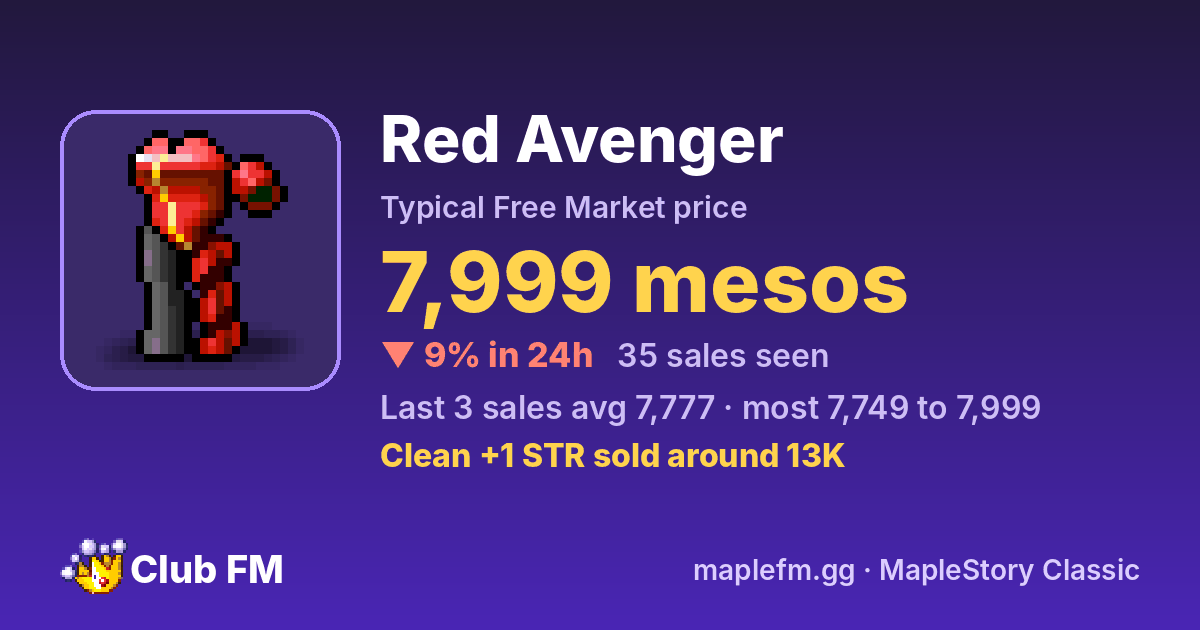 Red Avenger
Typical Free Market price
7,999 mesos
▼ 9% in 24h 35 sales seen
Last 3 sales avg 7,777 · most 7,749 to 7,999
Clean +1 STR sold around 13K
Club FM
maplefm.gg · MapleStory Classic